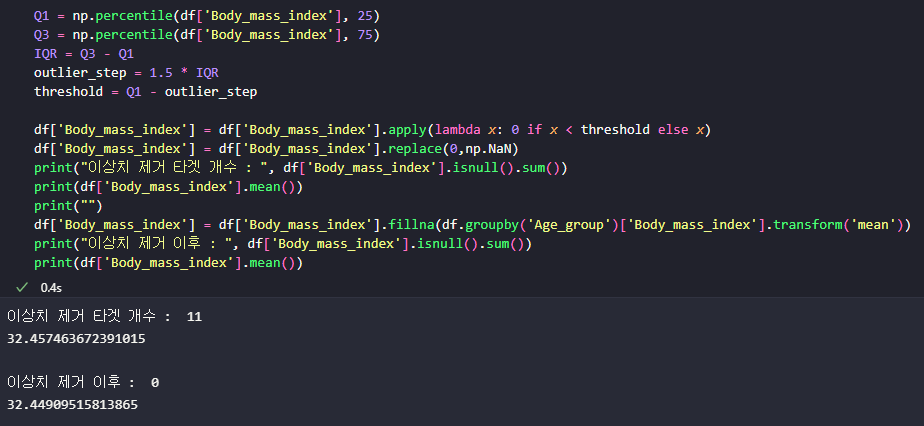 Q1 = np.percentile(df['Body_mass_index'], 25)
Q3 = np.percentile(df['Body_mass_index'], 75)
IQR = Q3 - Q1
outlier_step = 1.5 * IQR
threshold = Q1 - outlier_step
df['Body_mass_index'] = df['Body_mass_index'].apply(lambda x: 0 if x < threshold else x)
df['Body_mass_index'] = df['Body_mass_index'].replace(0,np.NaN)
print("이상치 제거 타겟 개수 : ", df['Body_mass_index'].isnull().sum())
print(df['Body_mass_index'].mean())
print("")
df['Body_mass_index'] = df['Body_mass_index'].fillna(df.groupby('Age_group')['Body_mass_index'].transform('mean'))
print("이상치 제거 이후 : ", df['Body_mass_index'].isnull().sum())
print(df['Body_mass_index'].mean())
0.4s
이상치 제거 타겟 개수 :  11
32.457463672391015
이상치 제거 이후 :  0
32.44909515813865